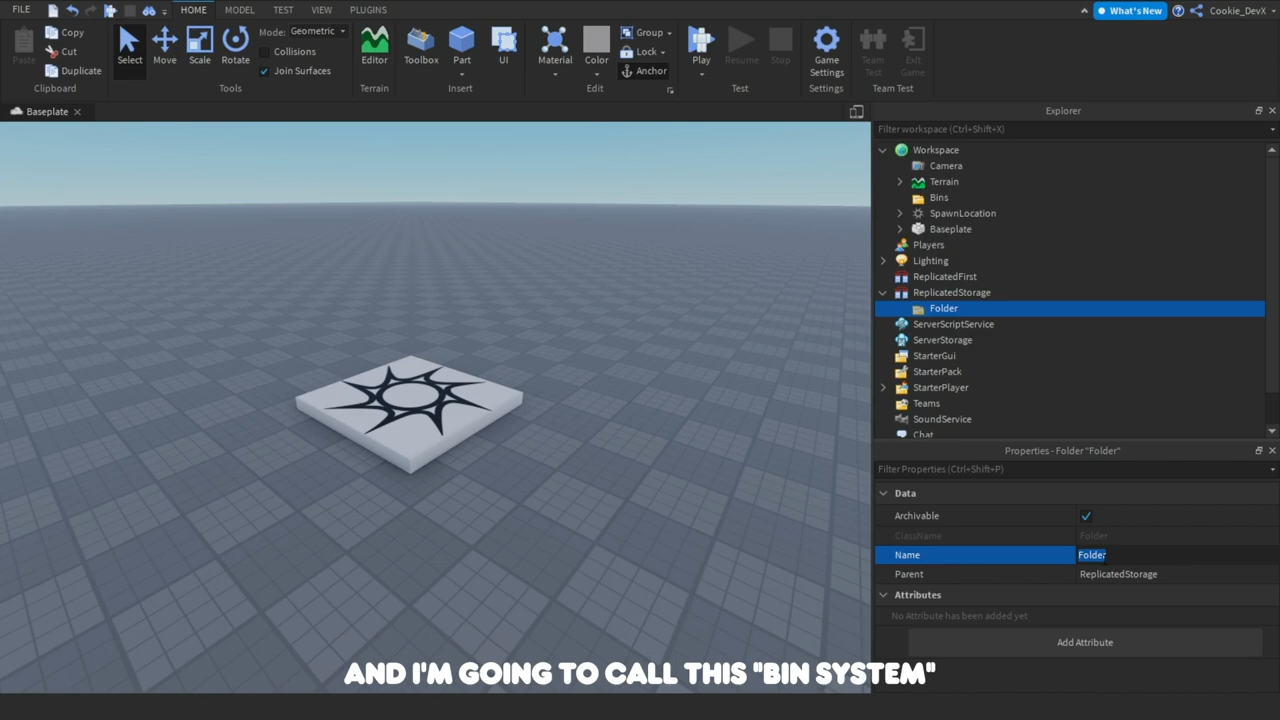 FILE HOME MODEL TEST VIEW PLUGINS What's New Cookie_DevX
Paste Copy Cut Duplicate Clipboard
Select Move Scale Rotate Mode: Geometric Collisions Join Surfaces Tools
Editor Terrain
Toolbox Part UI Insert
Material Color Group Lock Anchor Edit
Play Resume Stop Test
Game Settings Settings
Team Test Exit Game Team Test
Baseplate
Explorer
Filter workspace (Ctrl+Shift+X)
Workspace
Camera
Terrain
Bins
SpawnLocation
Baseplate
Players
Lighting
ReplicatedFirst
ReplicatedStorage
Folder
ServerScriptService
ServerStorage
StarterGui
StarterPack
StarterPlayer
Teams
SoundService
Chat
Properties - Folder "Folder"
Filter Properties (Ctrl+Shift+P)
Data
Archivable
ClassName Folder
Name Folder
Parent ReplicatedStorage
Attributes
No Attribute has been added yet
Add Attribute
AND I'M GOING TO CALL THIS "BIN SYSTEM"